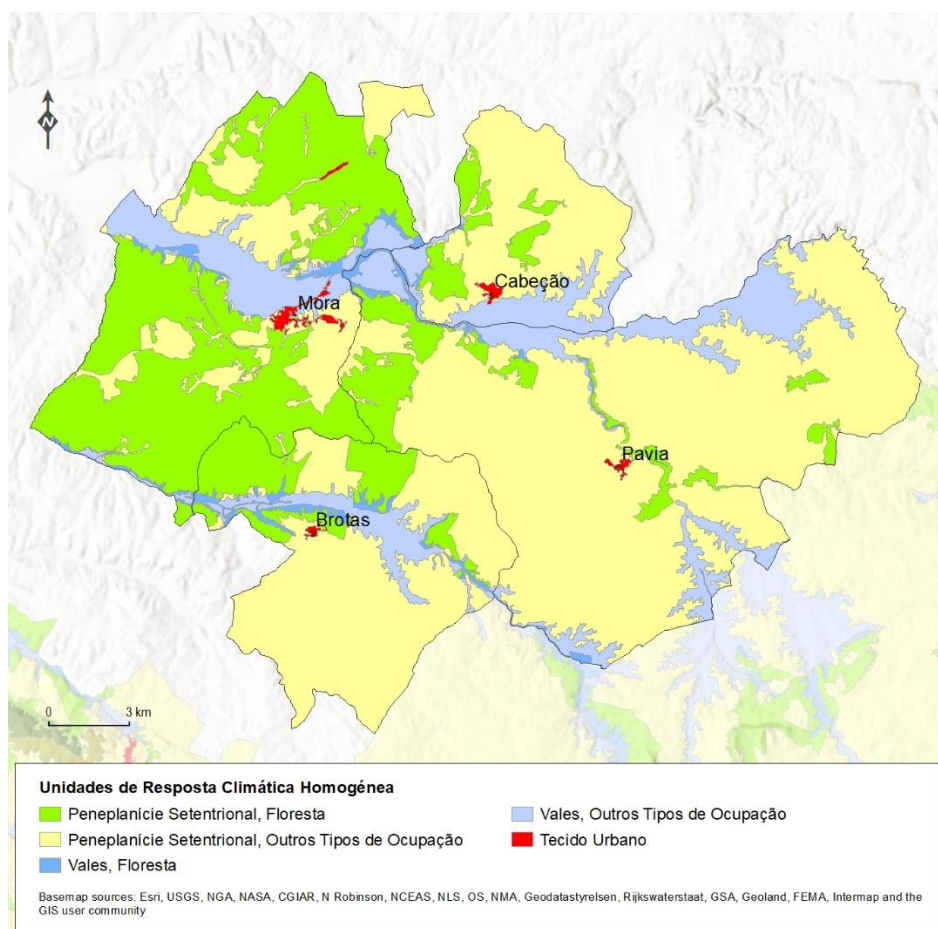 N
Cabeção
Mora
Pavia
Brotas
0 3 km
Unidades de Resposta Climática Homogénea
Peneplanície Setentrional, Floresta
Peneplanície Setentrional, Outros Tipos de Ocupação
Vales, Floresta
Vales, Outros Tipos de Ocupação
Tecido Urbano
Basemap sources: Esri, USGS, NGA, NASA, CGIAR, N Robinson, NCEAS, NLS, OS, NMA, Geodatastyrelsen, Rijkswaterstaat, GSA, Geoland, FEMA, Intermap and the
GIS user community